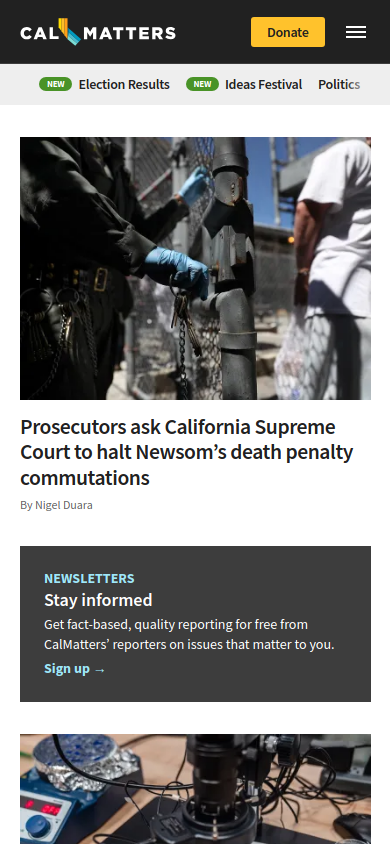 CALMATTERS
Donate
NEW Election Results NEW Ideas Festival Politics
Prosecutors ask California Supreme
Court to halt Newsom’s death penalty
commutations
By Nigel Duara
NEWSLETTERS
Stay informed
Get fact-based, quality reporting for free from
CalMatters’ reporters on issues that matter to you.
Sign up →